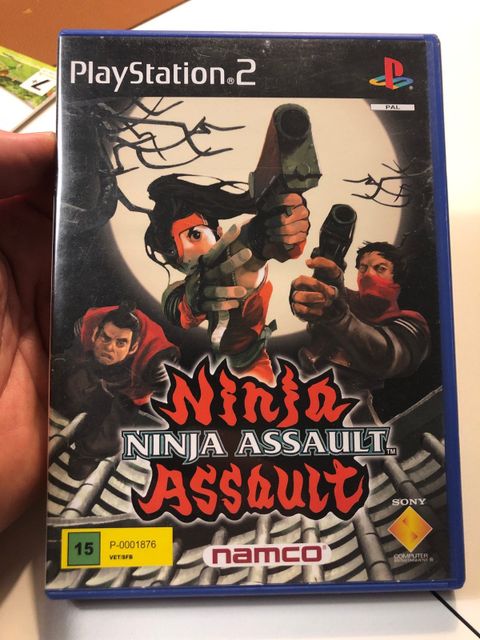 PlayStation®2
PAL
Ninja
NINJA ASSAULT™
Assault
SONY
15 P-0001876
VET/SFB
namco
COMPUTER
ENTERTAINMENT ®